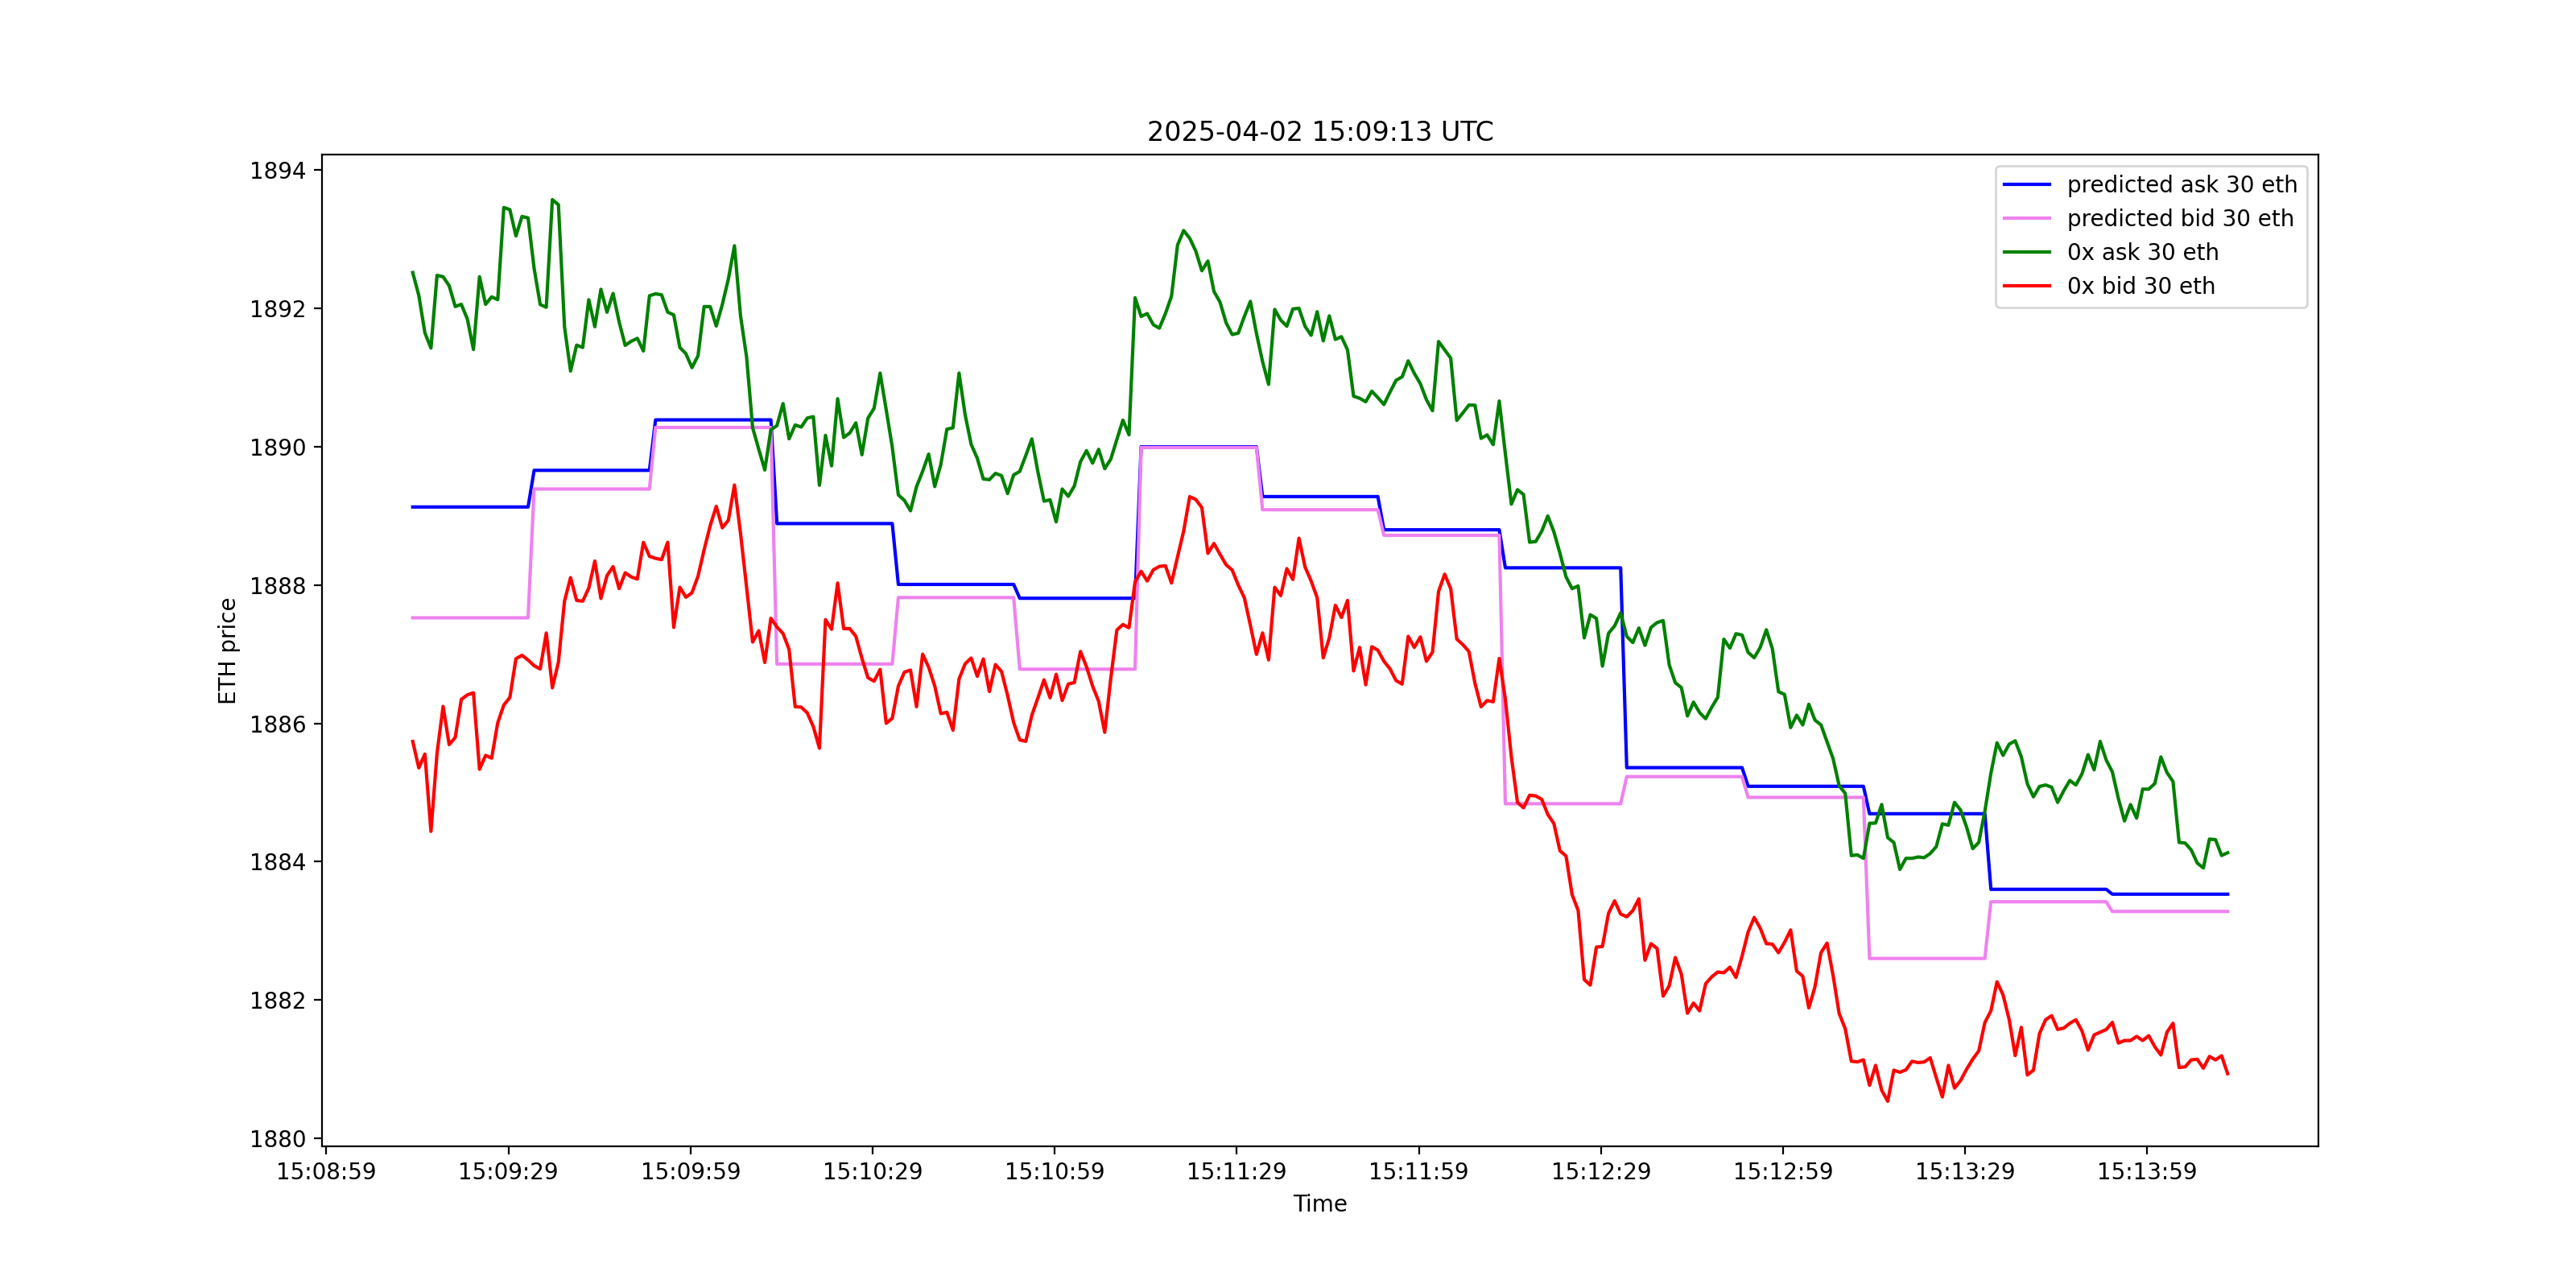 2025-04-02 15:09:13 UTC
predicted ask 30 eth
predicted bid 30 eth
0x ask 30 eth
0x bid 30 eth
ETH price
1894
1892
1890
1888
1886
1884
1882
1880
15:08:59 15:09:29 15:09:59 15:10:29 15:10:59 15:11:29 15:11:59 15:12:29 15:12:59 15:13:29 15:13:59
Time